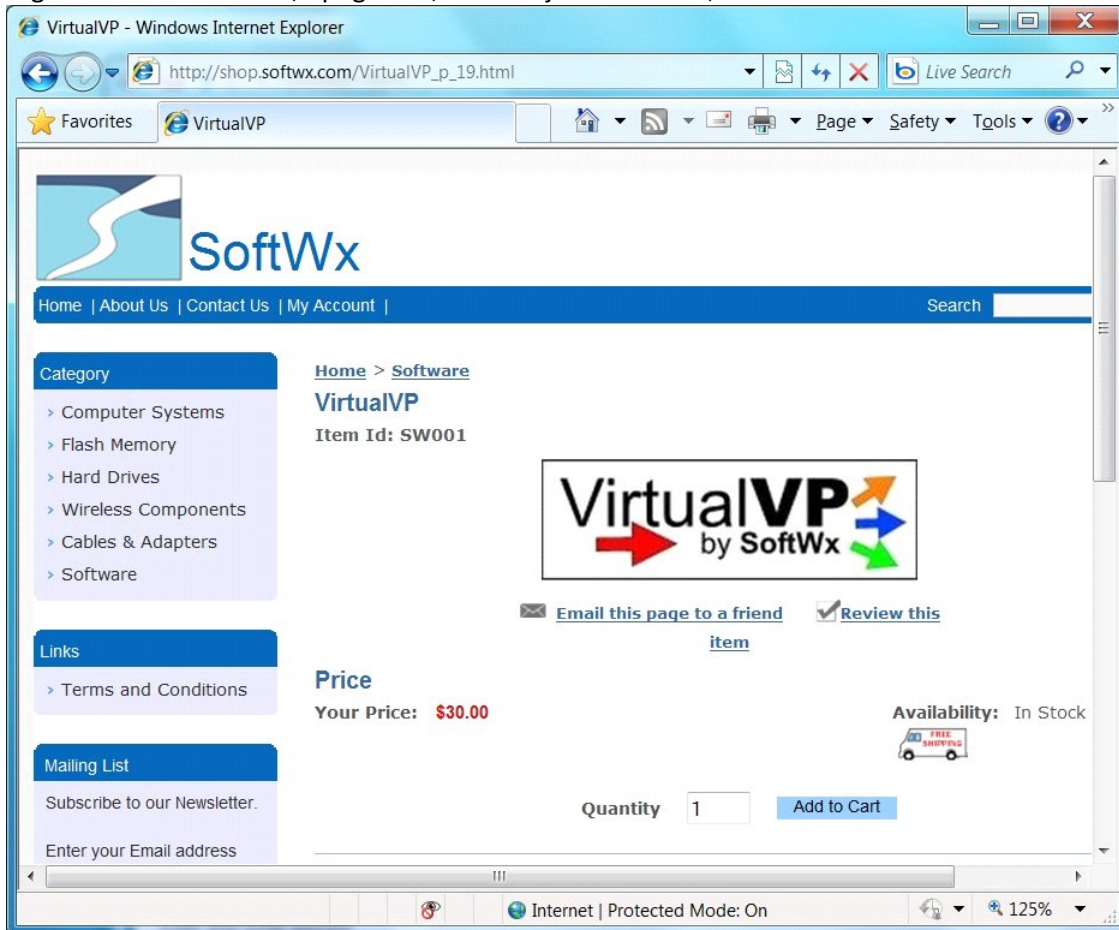 VirtualVP - Windows Internet Explorer
http://shop.softwx.com/VirtualVP_p_19.html
Live Search
Favorites
VirtualVP
Page
Safety
Tools
SoftWx
Home | About Us | Contact Us | My Account |
Search
Category
Computer Systems
Flash Memory
Hard Drives
Wireless Components
Cables & Adapters
Software
Links
Terms and Conditions
Mailing List
Subscribe to our Newsletter.
Enter your Email address
Home > Software
VirtualVP
Item Id: SW001
VirtualVP
by SoftWx
Email this page to a friend
Review this
item
Price
Your Price: $30.00
Availability: In Stock
FREE
SHIPPING
Quantity 1 Add to Cart
Internet | Protected Mode: On
125%